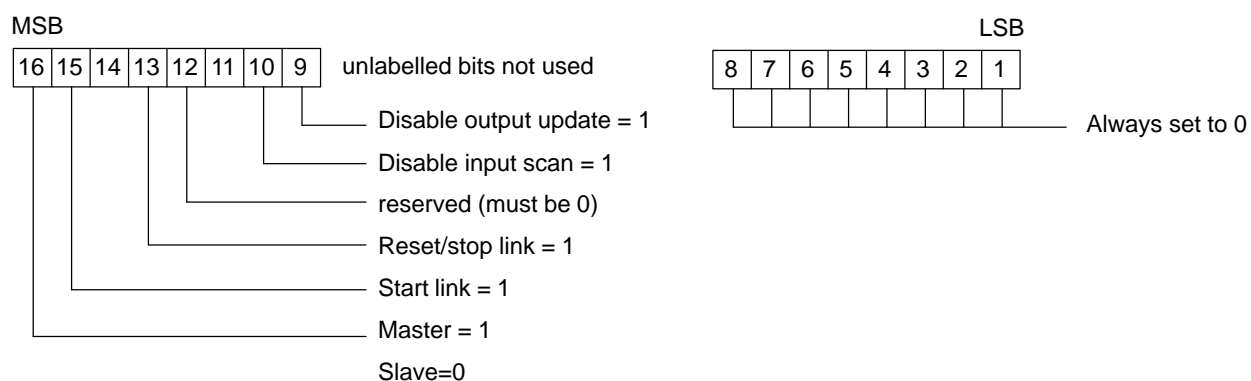 MSB
16 15 14 13 12 11 10 9 unlabelled bits not used
Disable output update = 1
Disable input scan = 1
reserved (must be 0)
Reset/stop link = 1
Start link = 1
Master = 1
Slave=0
LSB
8 7 6 5 4 3 2 1
Always set to 0